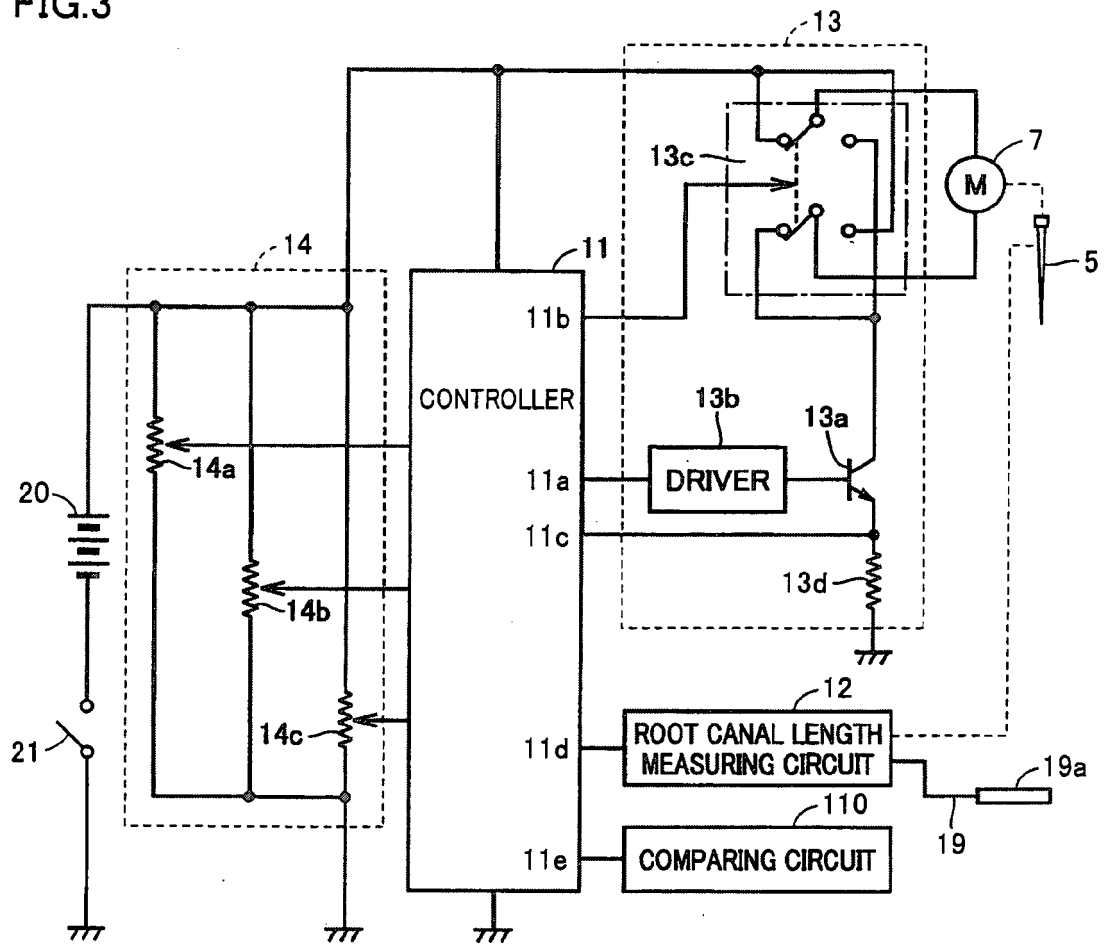 FIG.3
13
13c
7
M
5
14
11
11b
CONTROLLER
13b
13a
14a
11a
DRIVER
20
11c
14b
13d
12
14c
21
11d
ROOT CANAL LENGTH
MEASURING CIRCUIT
19a
110
19
11e
COMPARING CIRCUIT